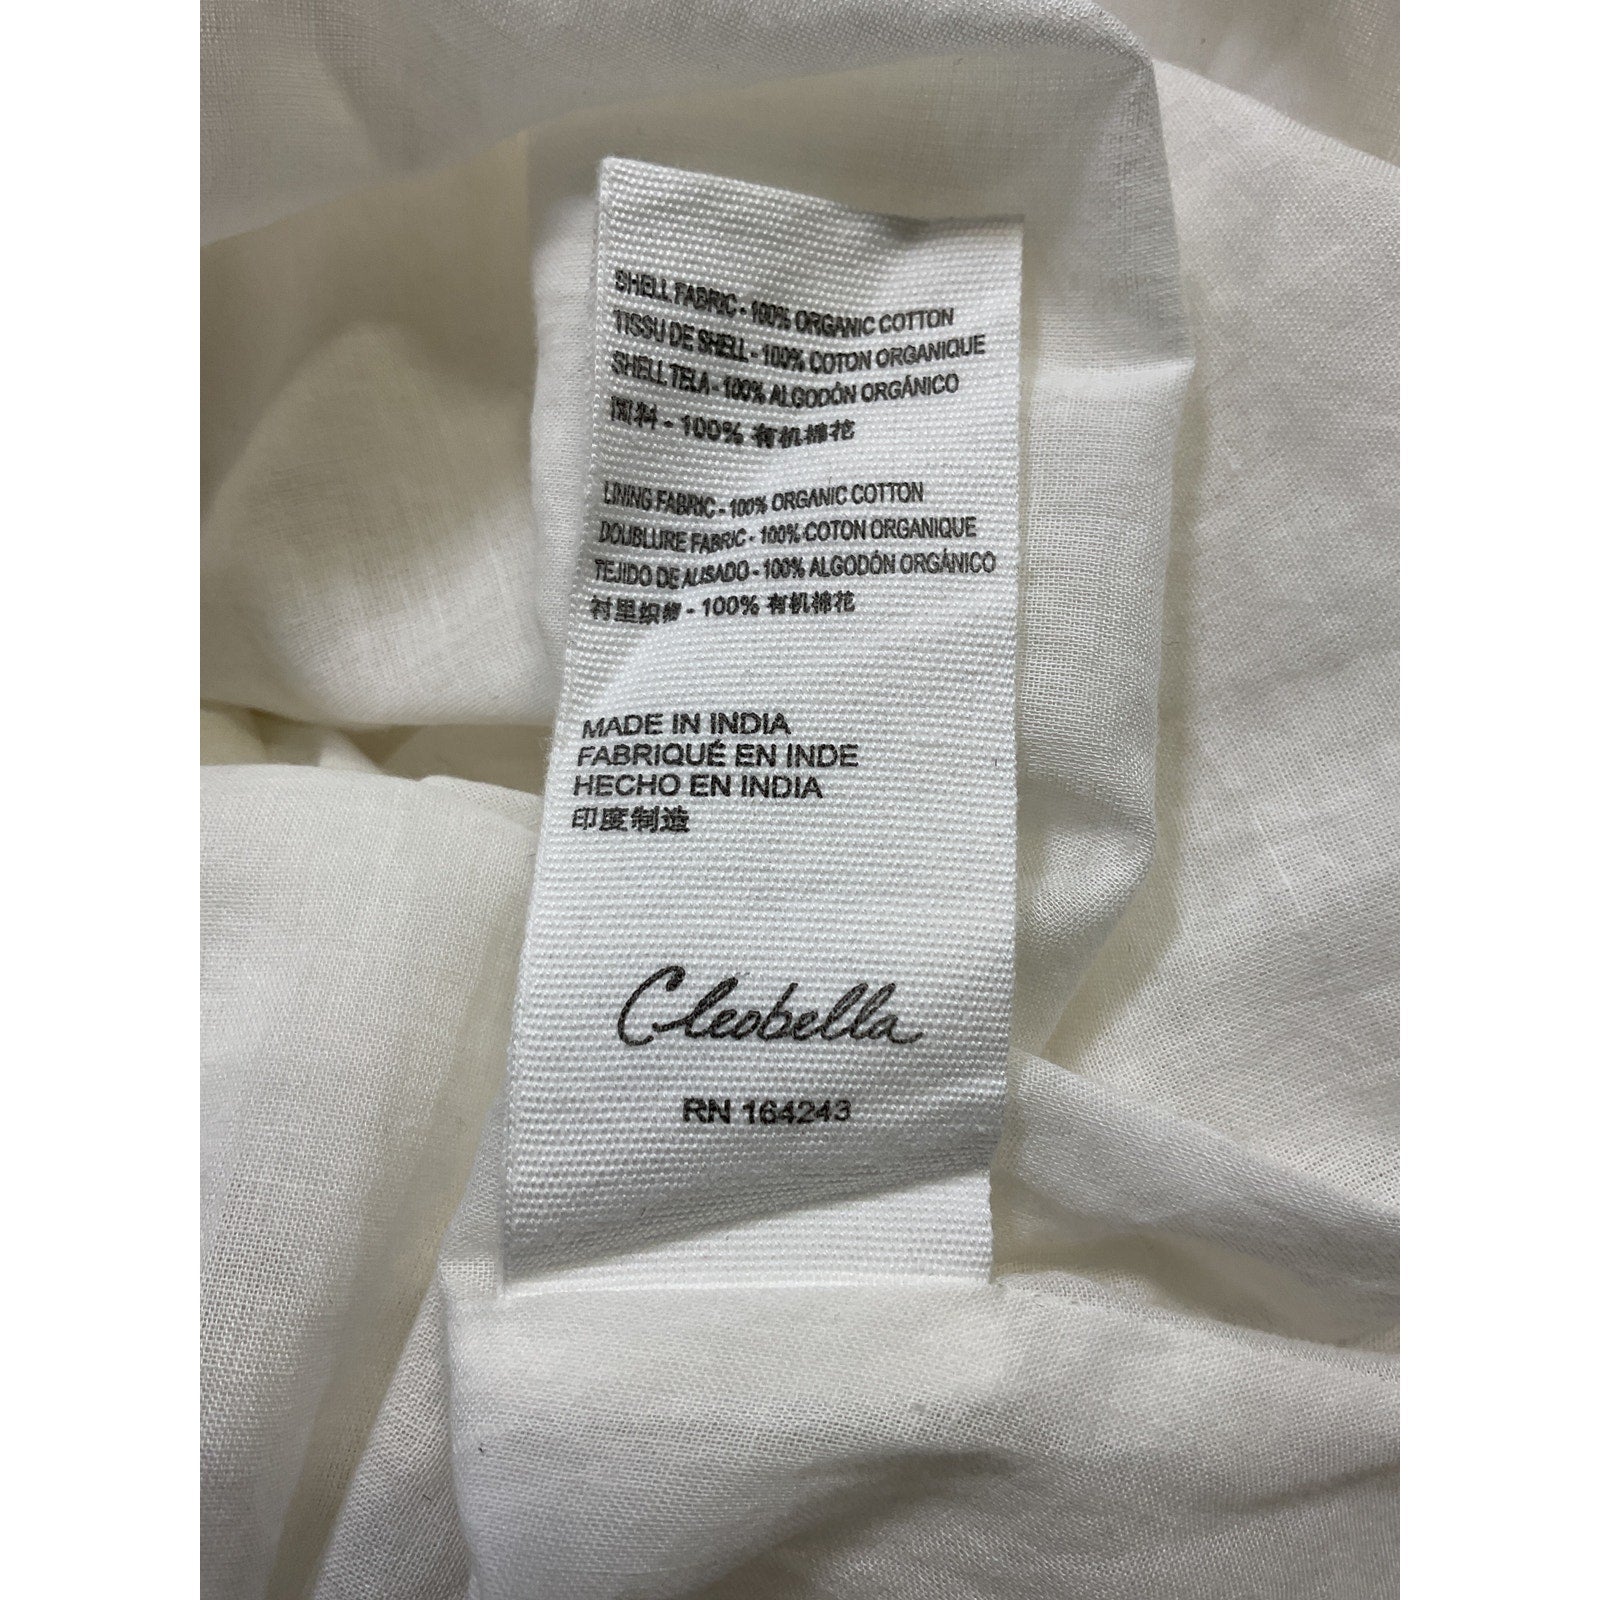 SHELL FABRIC - 100% ORGANIC COTTON
TISSU DE SHELL - 100% COTON ORGANIQUE
SHELL TELA - 100% ALGODÓN ORGÁNICO
面料 - 100% 有机棉花
LINING FABRIC - 100% ORGANIC COTTON
DOUBLURE FABRIC - 100% COTON ORGANIQUE
TEJIDO DE ALISADO - 100% ALGODÓN ORGÁNICO
衬里织物 - 100% 有机棉花
MADE IN INDIA
FABRIQUÉ EN INDE
HECHO EN INDIA
印度制造
Cleobella
RN 164243